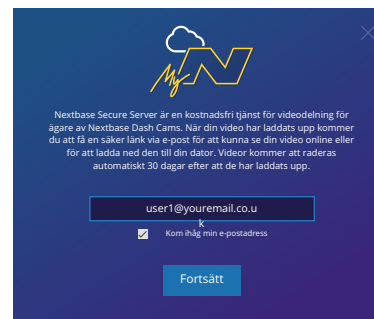 My N
Nextbase Secure Server är en kostnadsfri tjänst för videodelning för
ägare av Nextbase Dash Cams. När din video har laddats upp kommer
du att få en säker länk via e-post för att kunna se din video online eller
för att ladda ned den till din dator. Videor kommer att raderas
automatiskt 30 dagar efter att de har laddats upp.
user1@youremail.co.u
k
Kom ihåg min e-postadress
Fortsätt